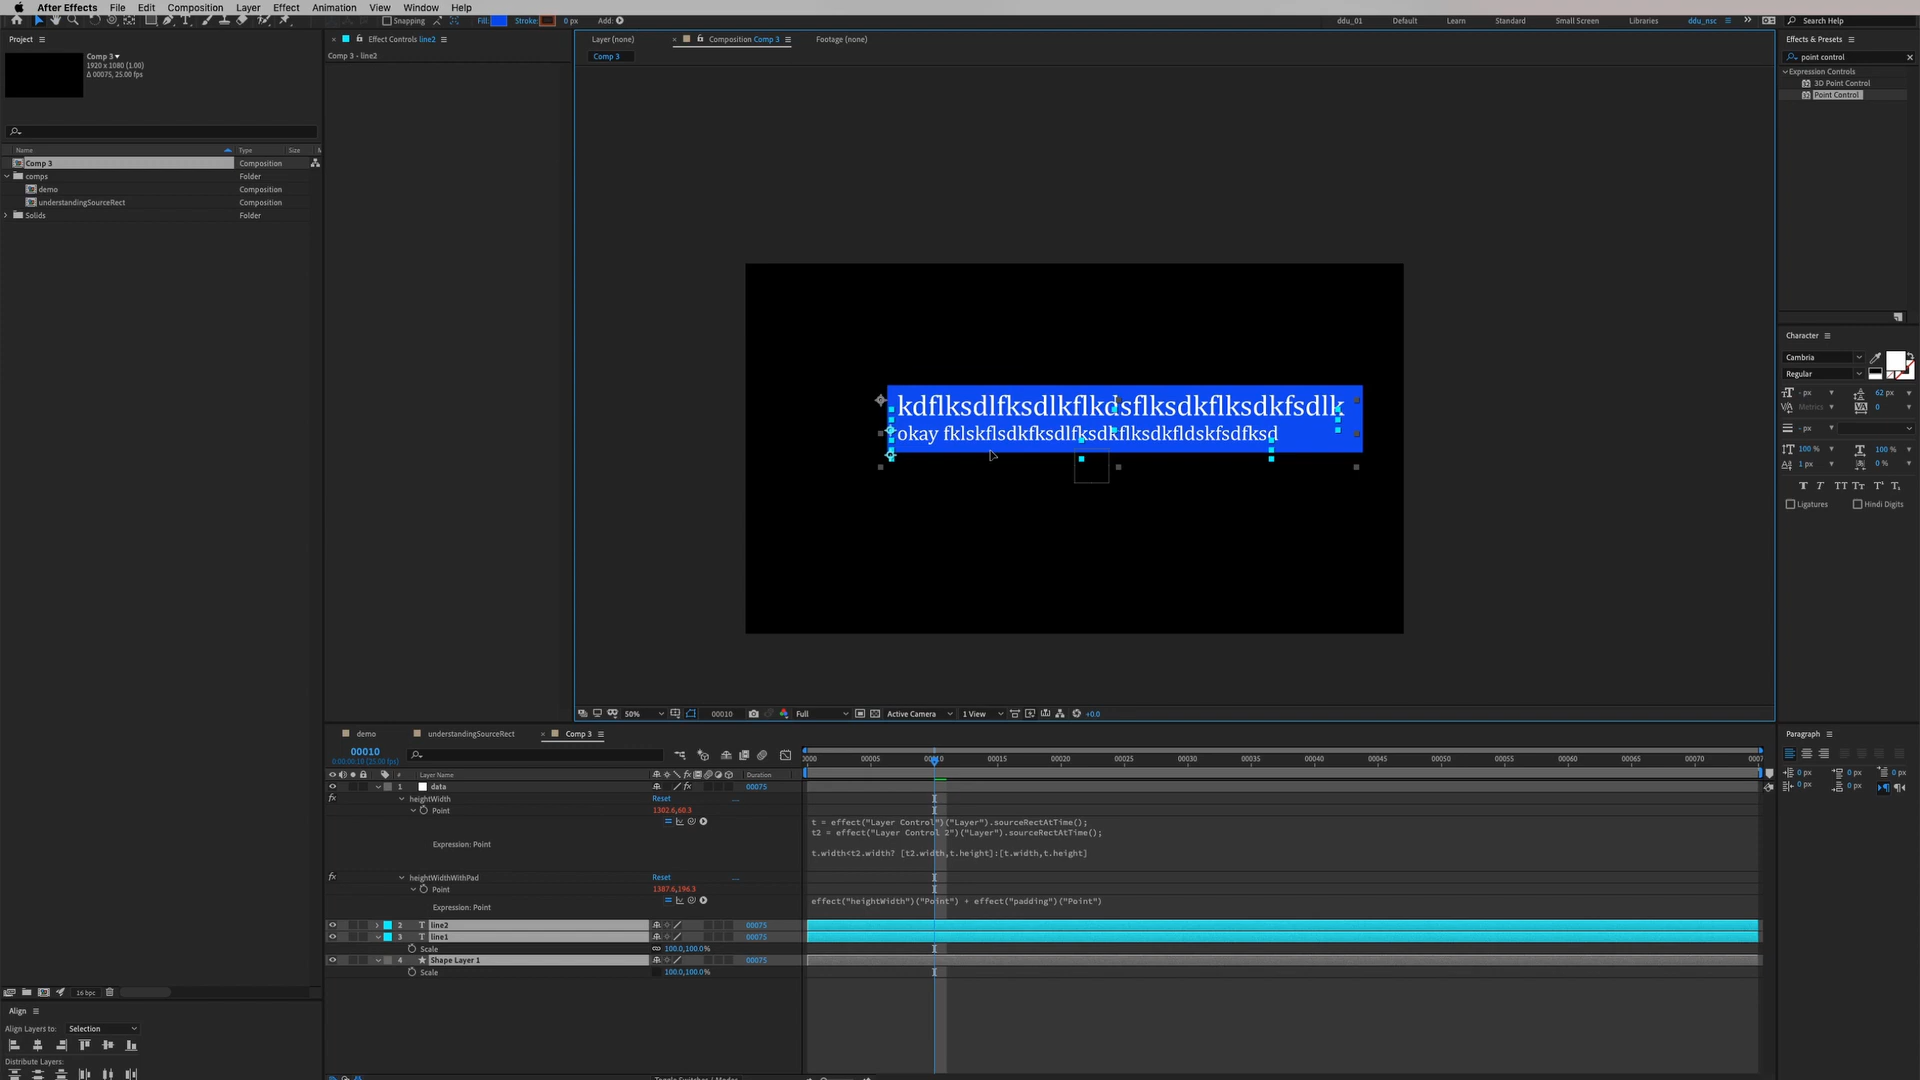 After Effects File Edit Composition Layer Effect Animation View Window Help
Snapping Fill: Stroke: 0 px Add: ddu_01 Default Learn Standard Small Screen Libraries ddu_nsc Search Help
Project
Comp 3
1920 x 1080 (1.00)
Δ 00075, 25.00 fps
Name Type Size
Comp 3 Composition
comps Folder
demo Composition
understandingSourceRect Composition
Solids Folder
16 bpc
Align
Align Layers to: Selection
Distribute Layers:
Effect Controls line2
Comp 3 - line2
Layer (none) Composition Comp 3 Footage (none)
Comp 3
kdflksdlfksdlkflkdsflksdkflksdkfsdlk
okay fklskflsdkfksdlfksdkflksdkfldskfsdfksd
50% 00010 Full Active Camera 1 View +0.0
Effects & Presets
point control
Expression Controls
3D Point Control
Point Control
Character
Cambria
Regular
- px 62 px
Metrics 0
- px
100 % 100 %
1 px 0 %
Ligatures Hindi Digits
Paragraph
0 px 0 px 0 px
0 px 0 px
demo understandingSourceRect Comp 3
00010
0:00:00:10 (25.00 fps)
0000 00005 00010 00015 00020 00025 00030 00035 00040 00045 00050 00055 00060 00065 00070 0007
# Layer Name Duration
1 data 00075
heightWidth Reset
Point 1302.6,60.3
Expression: Point
t = effect("Layer Control")("Layer").sourceRectAtTime();
t2 = effect("Layer Control 2")("Layer").sourceRectAtTime();
t.width<t2.width? [t2.width,t.height]:[t.width,t.height]
heightWidthWithPad Reset
Point 1387.6,196.3
Expression: Point
effect("heightWidth")("Point") + effect("padding")("Point")
2 T line2 00075
3 T line1 00075
Scale 100.0,100.0%
4 Shape Layer 1 00075
Scale 100.0,100.0%
Toggle Switches / Modes